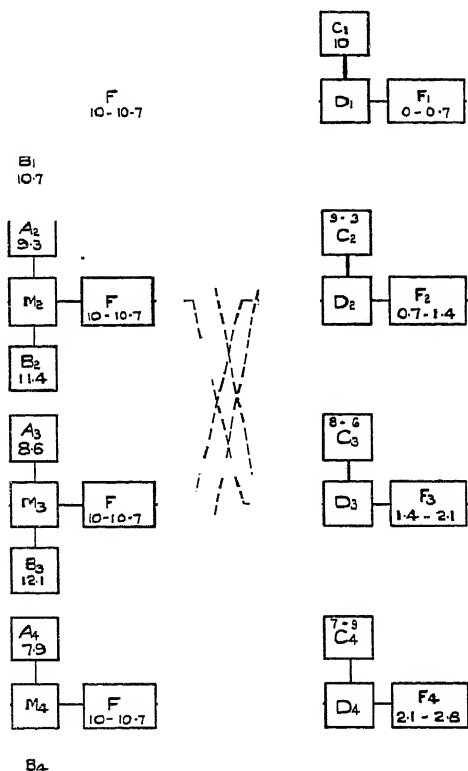 C1
10
D1
F1
0-0.7
F
10-10.7
B1
10.7
A2
9.3
M2
F
10-10.7
B2
11.4
9-3
C2
D2
F2
0.7-1.4
A3
8.6
M3
F
10-10.7
B3
12.1
8-6
C3
D3
F3
1.4-2.1
A4
7.9
M4
F
10-10.7
B4
7-9
C4
D4
F4
2.1-2.8